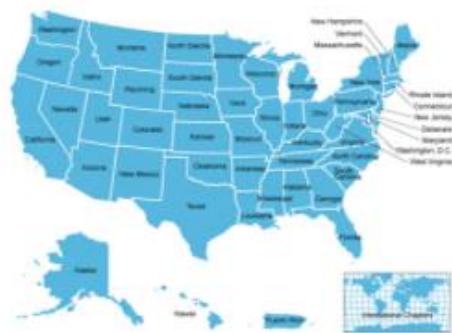 New Hampshire
Vermont
Massachusetts
Washington
Montana
North Dakota
Minnesota
Maine
Oregon
Idaho
Wyoming
South Dakota
Wisconsin
Michigan
New York
Rhode Island
Connecticut
New Jersey
Delaware
Maryland
Washington, D.C.
West Virginia
Nevada
Utah
Colorado
Nebraska
Iowa
Illinois
Indiana
Ohio
Pennsylvania
California
Kansas
Missouri
Kentucky
Virginia
Arizona
New Mexico
Oklahoma
Arkansas
Tennessee
North Carolina
South
Carolina
Texas
Louisiana
Mississippi
Alabama
Georgia
Florida
Alaska
Hawaii
Puerto Rico
International Chapters